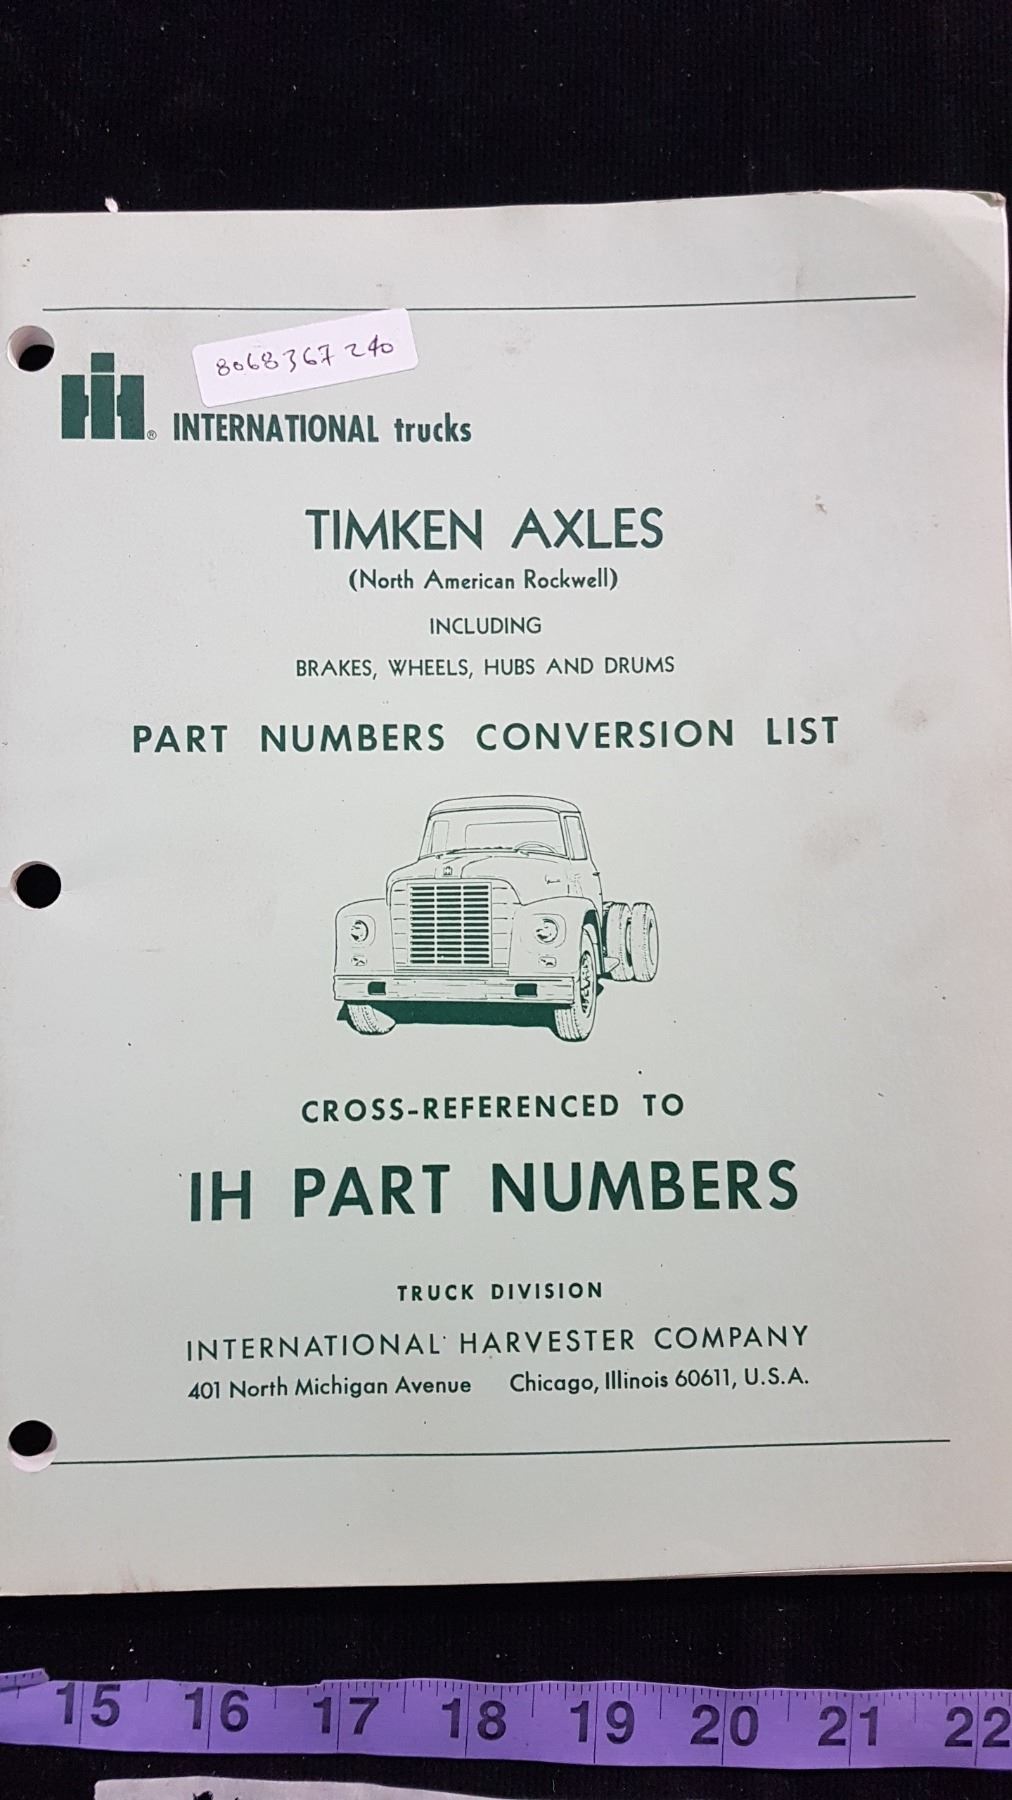 8068367 240
IH® INTERNATIONAL trucks
TIMKEN AXLES
(North American Rockwell)
INCLUDING
BRAKES, WHEELS, HUBS AND DRUMS
PART NUMBERS CONVERSION LIST
CROSS-REFERENCED TO
IH PART NUMBERS
TRUCK DIVISION
INTERNATIONAL HARVESTER COMPANY
401 North Michigan Avenue Chicago, Illinois 60611, U.S.A.
15 16 17 18 19 20 21 22